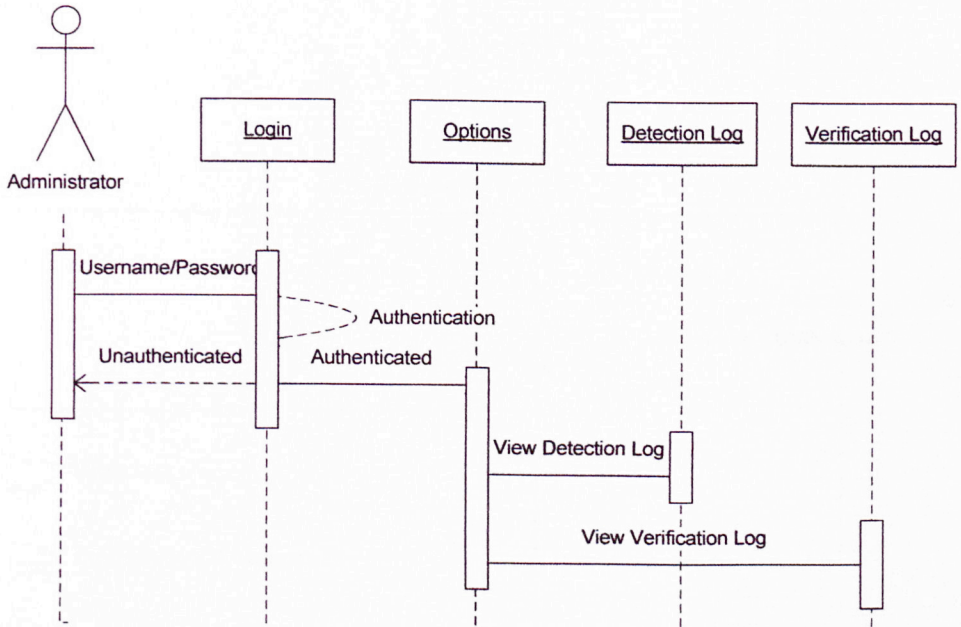 Login
Options
Detection Log
Verification Log
Administrator
Username/Password
Authentication
Unauthenticated
Authenticated
View Detection Log
View Verification Log